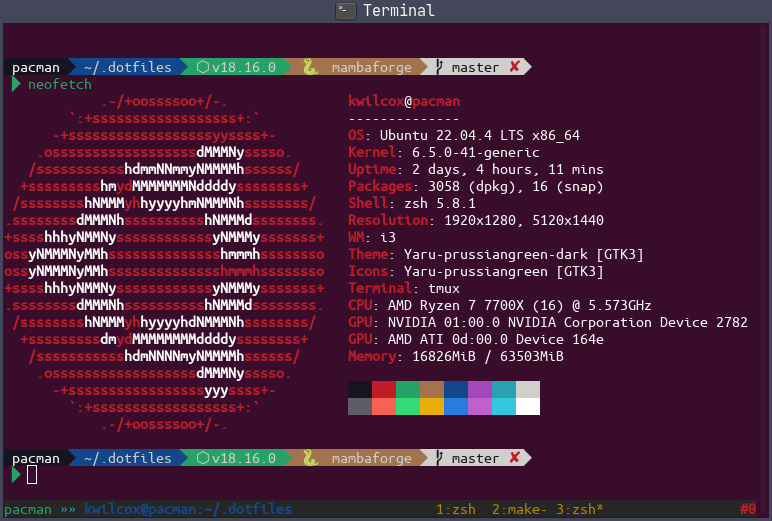 Terminal
pacman ~/.dotfiles v18.16.0 mambaforge master ✘
neofetch
.-/+oossssoo+/-.
`:+ssssssssssssssssss+:`
-+ssssssssssssssssssyyssss+-
.ossssssssssssssssssdMMMNysssso.
/ssssssssssshdmmNNmmyNMMMMhssssss/
+ssssssssshmydMMMMMMMNddddyssssssss+
/sssssssshNMMMyhhyyyyhmNMMMNhssssssss/
.ssssssssdMMMNhsssssssssshNMMMdssssssss.
+sssshhhyNMMNyssssssssssssyNMMMysssssss+
ossyNMMMNyMMhsssssssssssssshmmmhssssssso
ossyNMMMNyMMhsssssssssssssshmmmhssssssso
+sssshhhyNMMNyssssssssssssyNMMMysssssss+
.ssssssssdMMMNhsssssssssshNMMMdssssssss.
/sssssssshNMMMyhhyyyyhdNMMMNhssssssss/
+sssssssssdmydMMMMMMMMddddyssssssss+
/ssssssssssshdmNNNNmyNMMMMhssssss/
.ossssssssssssssssssdMMMNysssso.
-+sssssssssssssssssyyyssss+-
`:+ssssssssssssssssss+:`
.-/+oossssoo+/-.
kwilcox@pacman
--------------
OS: Ubuntu 22.04.4 LTS x86_64
Kernel: 6.5.0-41-generic
Uptime: 2 days, 4 hours, 11 mins
Packages: 3058 (dpkg), 16 (snap)
Shell: zsh 5.8.1
Resolution: 1920x1280, 5120x1440
WM: i3
Theme: Yaru-prussiangreen-dark [GTK3]
Icons: Yaru-prussiangreen [GTK3]
Terminal: tmux
CPU: AMD Ryzen 7 7700X (16) @ 5.573GHz
GPU: NVIDIA 01:00.0 NVIDIA Corporation Device 2782
GPU: AMD ATI 0d:00.0 Device 164e
Memory: 16826MiB / 63503MiB
pacman ~/.dotfiles v18.16.0 mambaforge master ✘
pacman »» kwilcox@pacman:~/.dotfiles 1:zsh 2:make- 3:zsh* #0